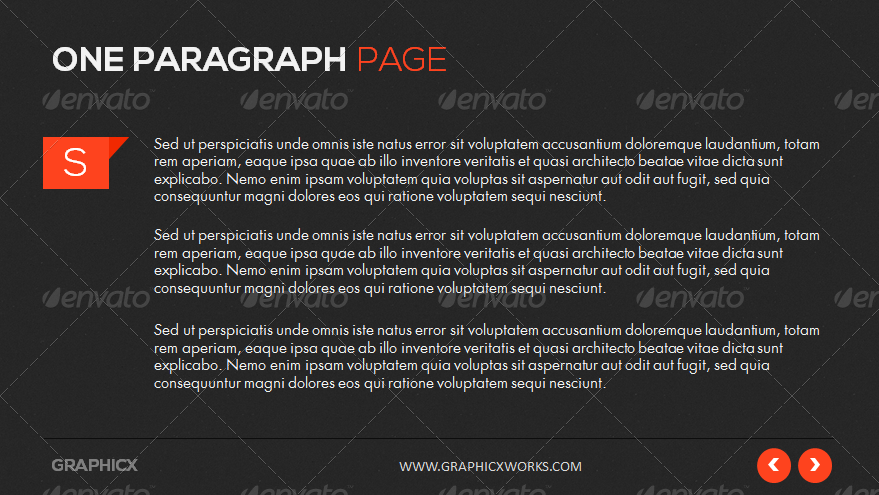 ONE PARAGRAPH PAGE
envato envato envato envato envato
S
Sed ut perspiciatis unde omnis iste natus error sit voluptatem accusantium doloremque laudantium, totam
rem aperiam, eaque ipsa quae ab illo inventore veritatis et quasi architecto beatae vitae dicta sunt
explicabo. Nemo enim ipsam voluptatem quia voluptas sit aspernatur aut odit aut fugit, sed quia
consequuntur magni dolores eos qui ratione voluptatem sequi nesciunt.
Sed ut perspiciatis unde omnis iste natus error sit voluptatem accusantium doloremque laudantium, totam
rem aperiam, eaque ipsa quae ab illo inventore veritatis et quasi architecto beatae vitae dicta sunt
explicabo. Nemo enim ipsam voluptatem quia voluptas sit aspernatur aut odit aut fugit, sed quia
consequuntur magni dolores eos qui ratione voluptatem sequi nesciunt.
envato envato envato envato envato
Sed ut perspiciatis unde omnis iste natus error sit voluptatem accusantium doloremque laudantium, totam
rem aperiam, eaque ipsa quae ab illo inventore veritatis et quasi architecto beatae vitae dicta sunt
explicabo. Nemo enim ipsam voluptatem quia voluptas sit aspernatur aut odit aut fugit, sed quia
consequuntur magni dolores eos qui ratione voluptatem sequi nesciunt.
GRAPHICX WWW.GRAPHICXWORKS.COM